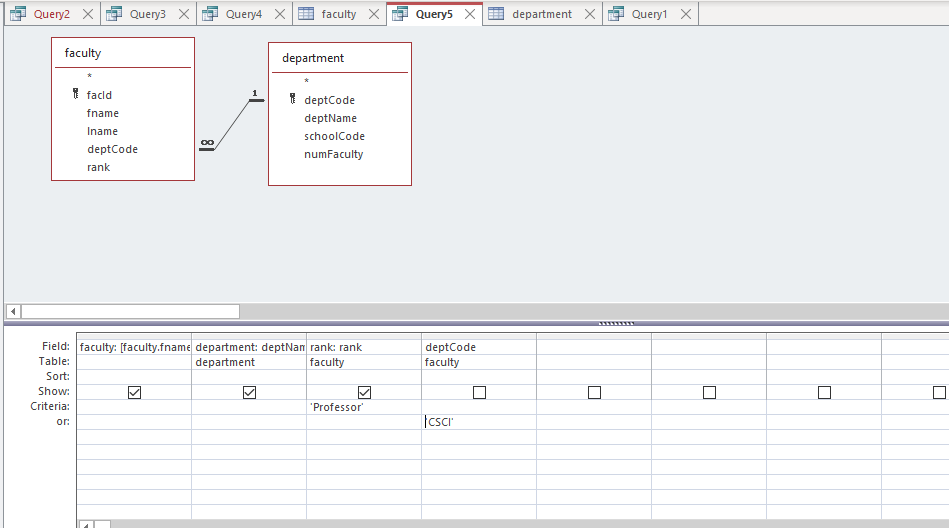 Query2 Query3 Query4 faculty Query5 department Query1
faculty
*
facId
fname
lname
deptCode
rank
∞
1
department
*
deptCode
deptName
schoolCode
numFaculty
Field: faculty: [faculty.fname department: deptNam rank: rank deptCode
Table: department faculty faculty
Sort:
Show:
Criteria: 'Professor'
or: 'CSCI'